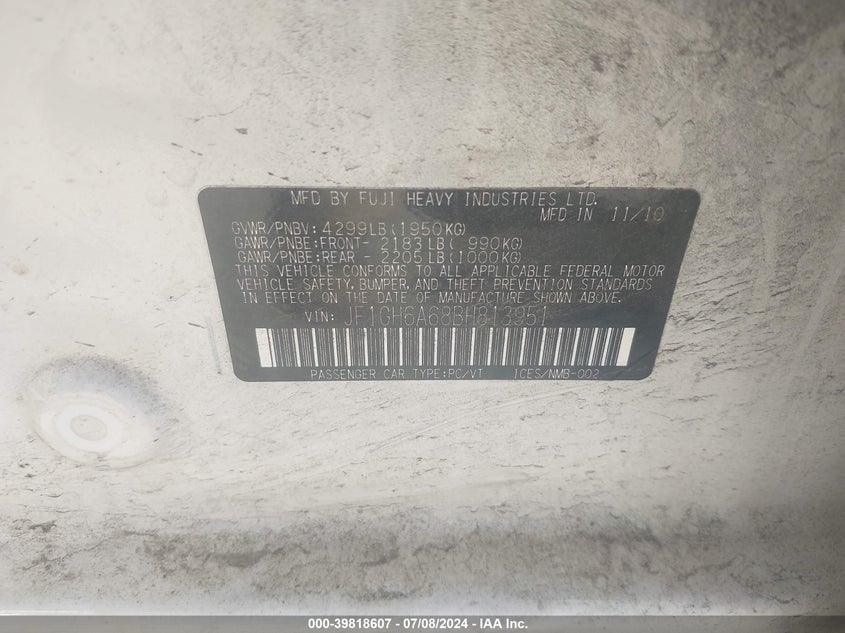 MFD BY FUJI HEAVY INDUSTRIES LTD.
MFD IN 11/10
GVWR/PNBV: 4299LB(1950KG)
GAWR/PNBE:FRONT- 2183LB( 990KG)
GAWR/PNBE:REAR - 2205LB(1000KG)
THIS VEHICLE CONFORMS TO ALL APPLICABLE FEDERAL MOTOR
VEHICLE SAFETY, BUMPER, AND THEFT PREVENTION STANDARDS
IN EFFECT ON THE DATE OF MANUFACTURE SHOWN ABOVE.
VIN: JF1GH6A68BH813951
PASSENGER CAR TYPE:PC/VT ICES/NMB-002
000-39818607 - 07/08/2024 - IAA Inc.